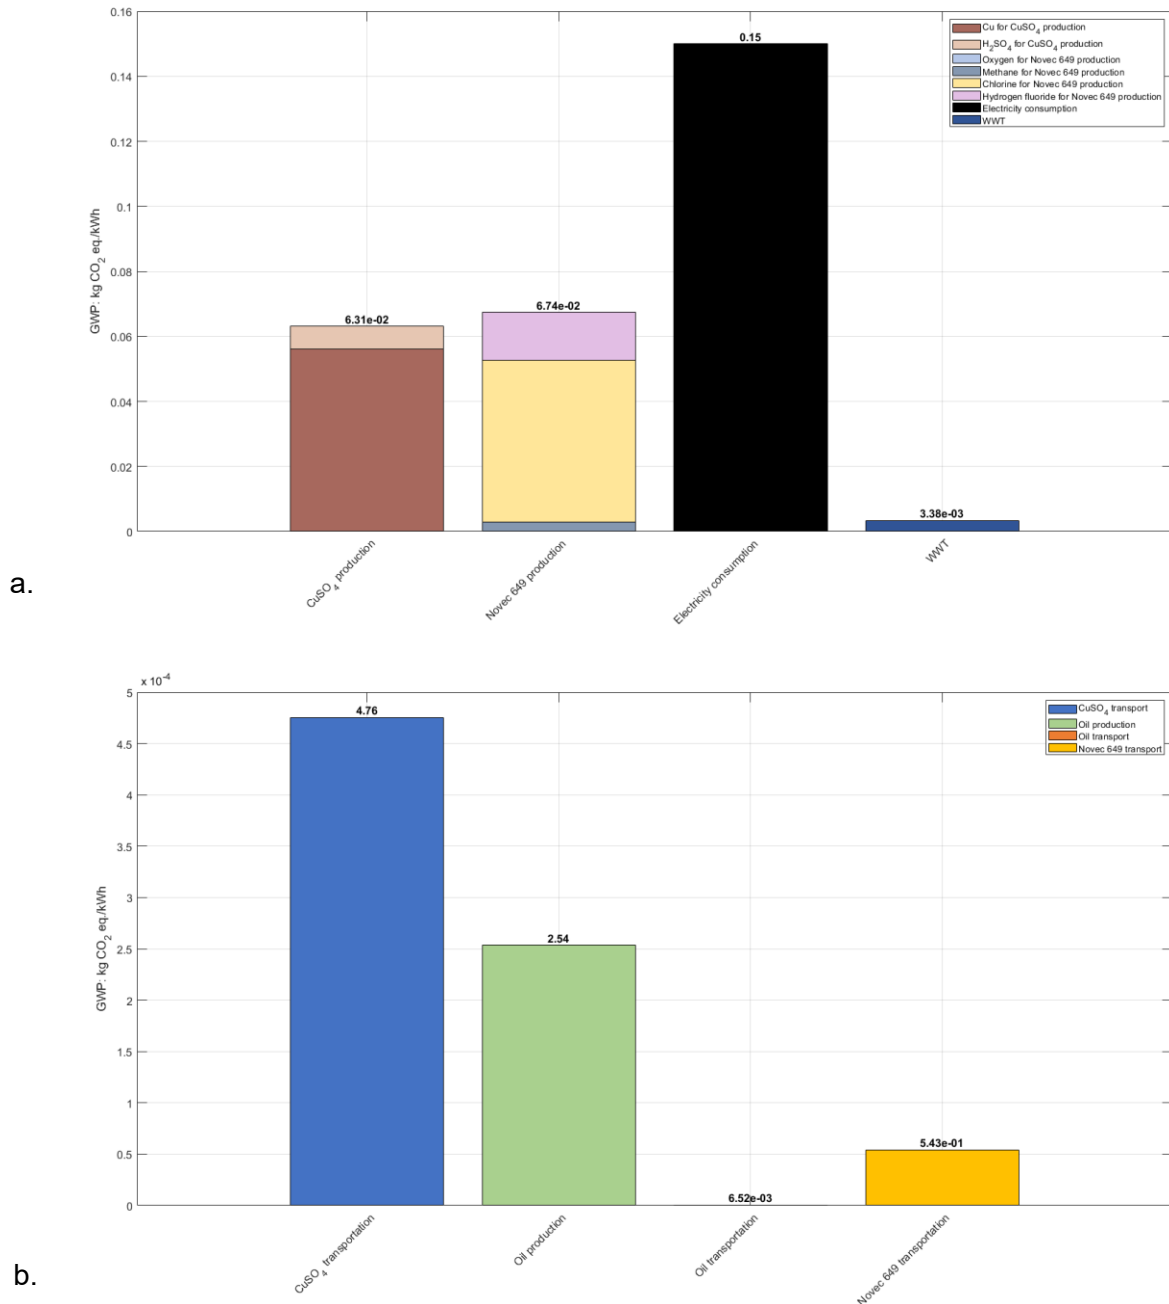 0.16
0.14
0.12
0.1
0.08
0.06
0.04
0.02
0
GWP: kg CO2 eq./kWh
6.31e-02
6.74e-02
0.15
3.38e-03
Cu for CuSO4 production
H2SO4 for CuSO4 production
Oxygen for Novec 649 production
Methane for Novec 649 production
Chlorine for Novec 649 production
Hydrogen fluoride for Novec 649 production
Electricity consumption
WWT
CuSO4 production
Novec 649 production
Electricity consumption
WWT
a.
x 10-4
5
4.5
4
3.5
3
2.5
2
1.5
1
0.5
0
GWP: kg CO2 eq./kWh
4.76
2.54
6.52e-03
5.43e-01
CuSO4 transport
Oil production
Oil transport
Novec 649 transport
CuSO4 transportation
Oil production
Oil transportation
Novec 649 transportation
b.